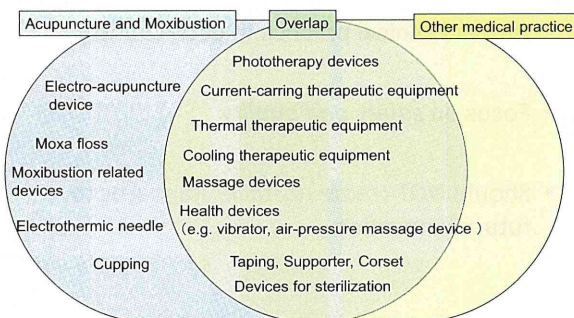 Acupuncture and Moxibustion
Overlap
Other medical practice
Electro-acupuncture
device
Moxa floss
Moxibustion related
devices
Electrothermic needle
Cupping
Phototherapy devices
Current-carring therapeutic equipment
Thermal therapeutic equipment
Cooling therapeutic equipment
Massage devices
Health devices
(e.g. vibrator, air-pressure massage device )
Taping, Supporter, Corset
Devices for sterilization